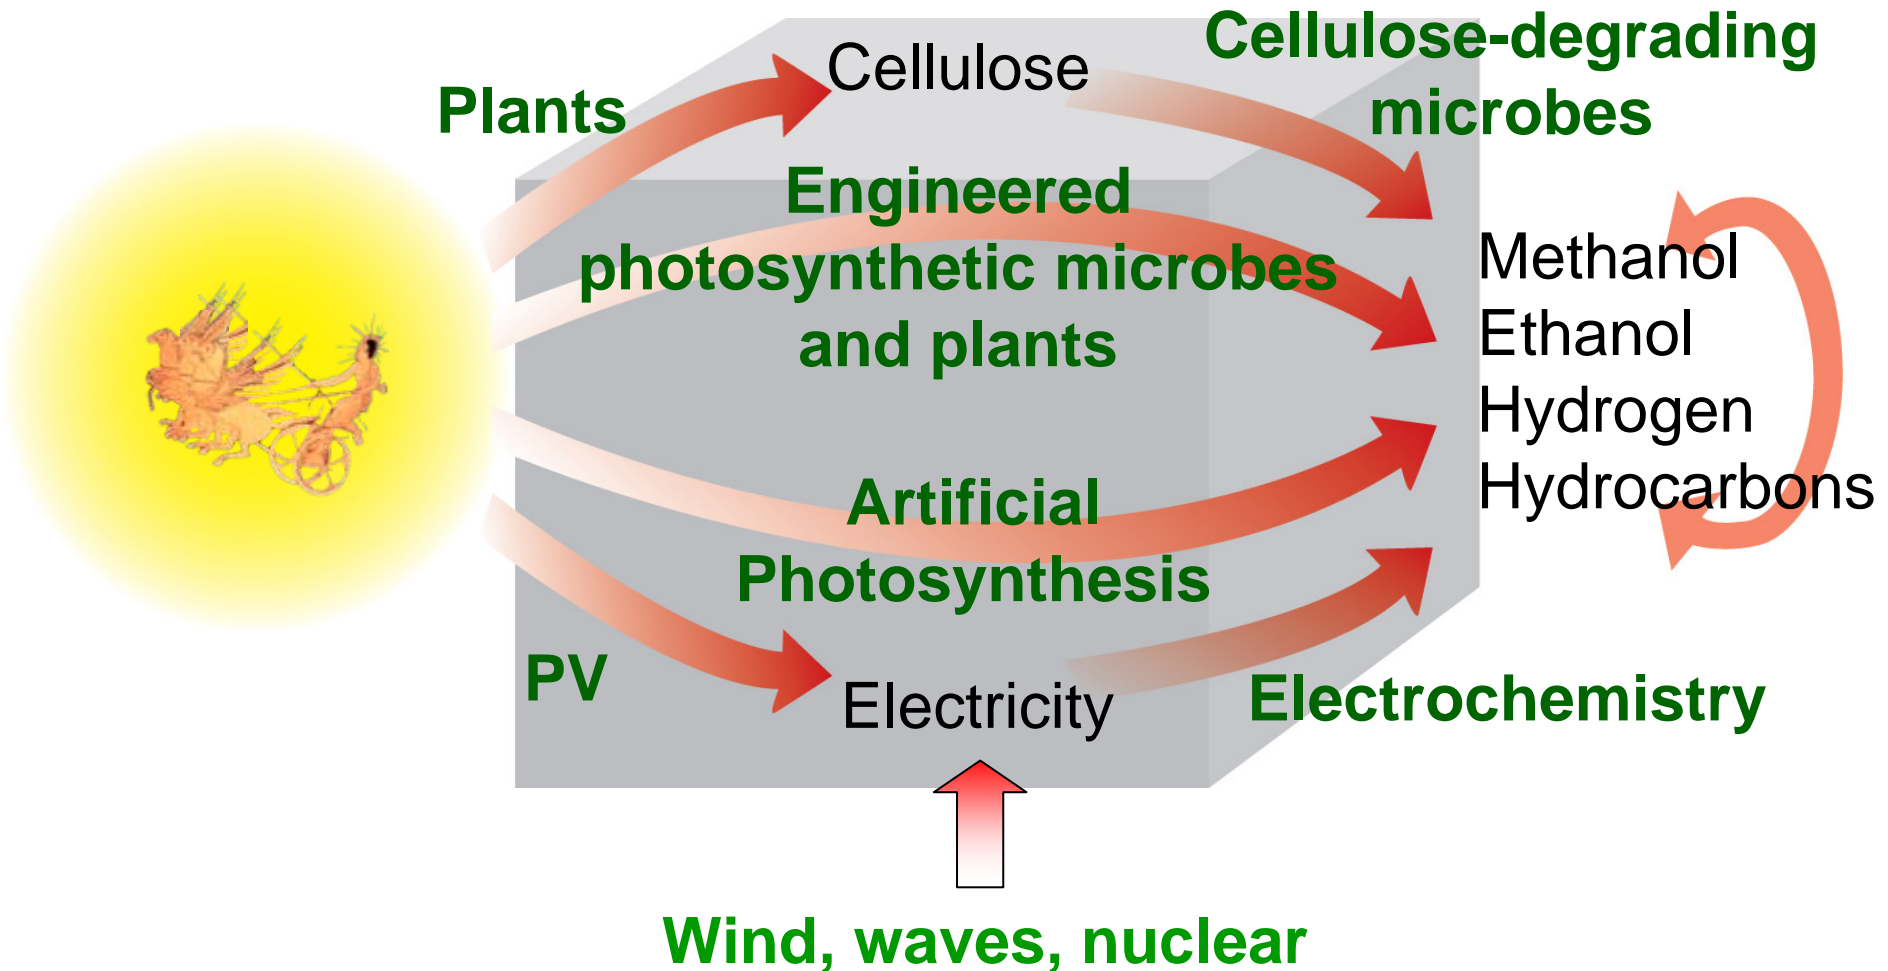 Plants
Cellulose
Cellulose-degrading
microbes
Engineered
photosynthetic microbes
and plants
Methanol
Ethanol
Hydrogen
Hydrocarbons
Artificial
Photosynthesis
PV
Electricity
Electrochemistry
Wind, waves, nuclear